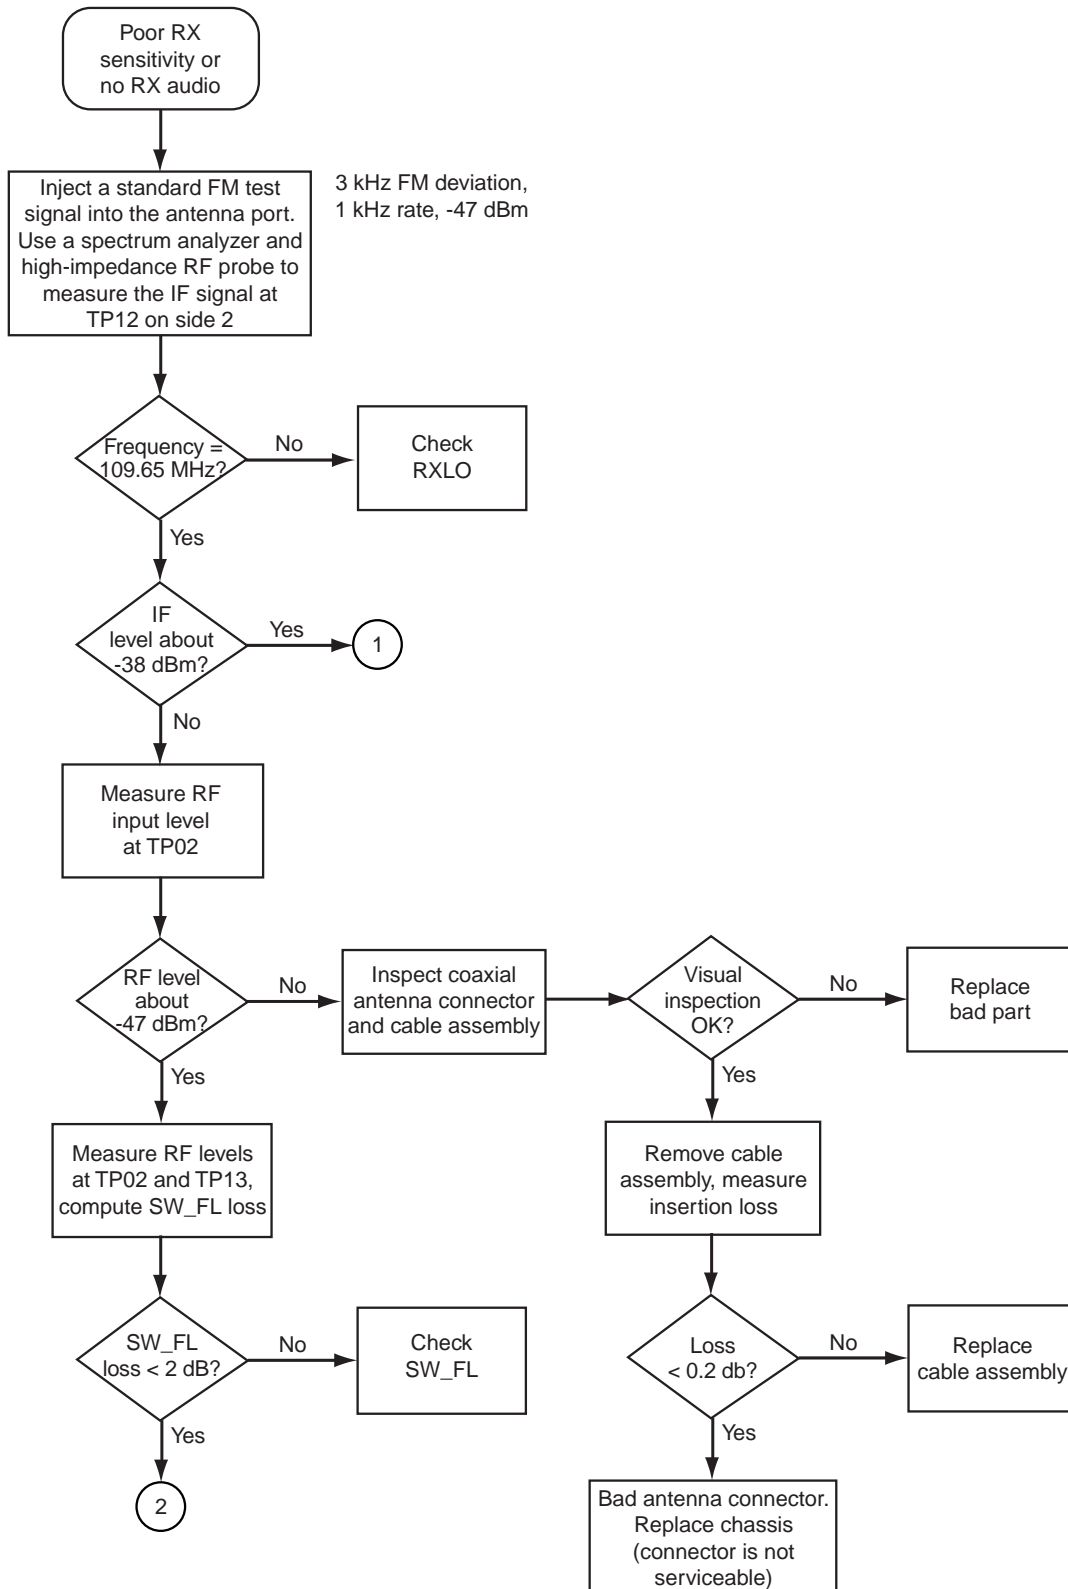 Poor RX
sensitivity or
no RX audio
Inject a standard FM test
signal into the antenna port.
Use a spectrum analyzer and
high-impedance RF probe to
measure the IF signal at
TP12 on side 2
3 kHz FM deviation,
1 kHz rate, -47 dBm
Frequency =
109.65 MHz?
No
Check
RXLO
Yes
IF
level about
-38 dBm?
Yes
1
No
Measure RF
input level
at TP02
RF level
about
-47 dBm?
No
Inspect coaxial
antenna connector
and cable assembly
Visual
inspection
OK?
No
Replace
bad part
Yes
Yes
Measure RF levels
at TP02 and TP13,
compute SW_FL loss
Remove cable
assembly, measure
insertion loss
SW_FL
loss < 2 dB?
No
Check
SW_FL
Loss
< 0.2 db?
No
Replace
cable assembly
Yes
Yes
2
Bad antenna connector.
Replace chassis
(connector is not
serviceable)